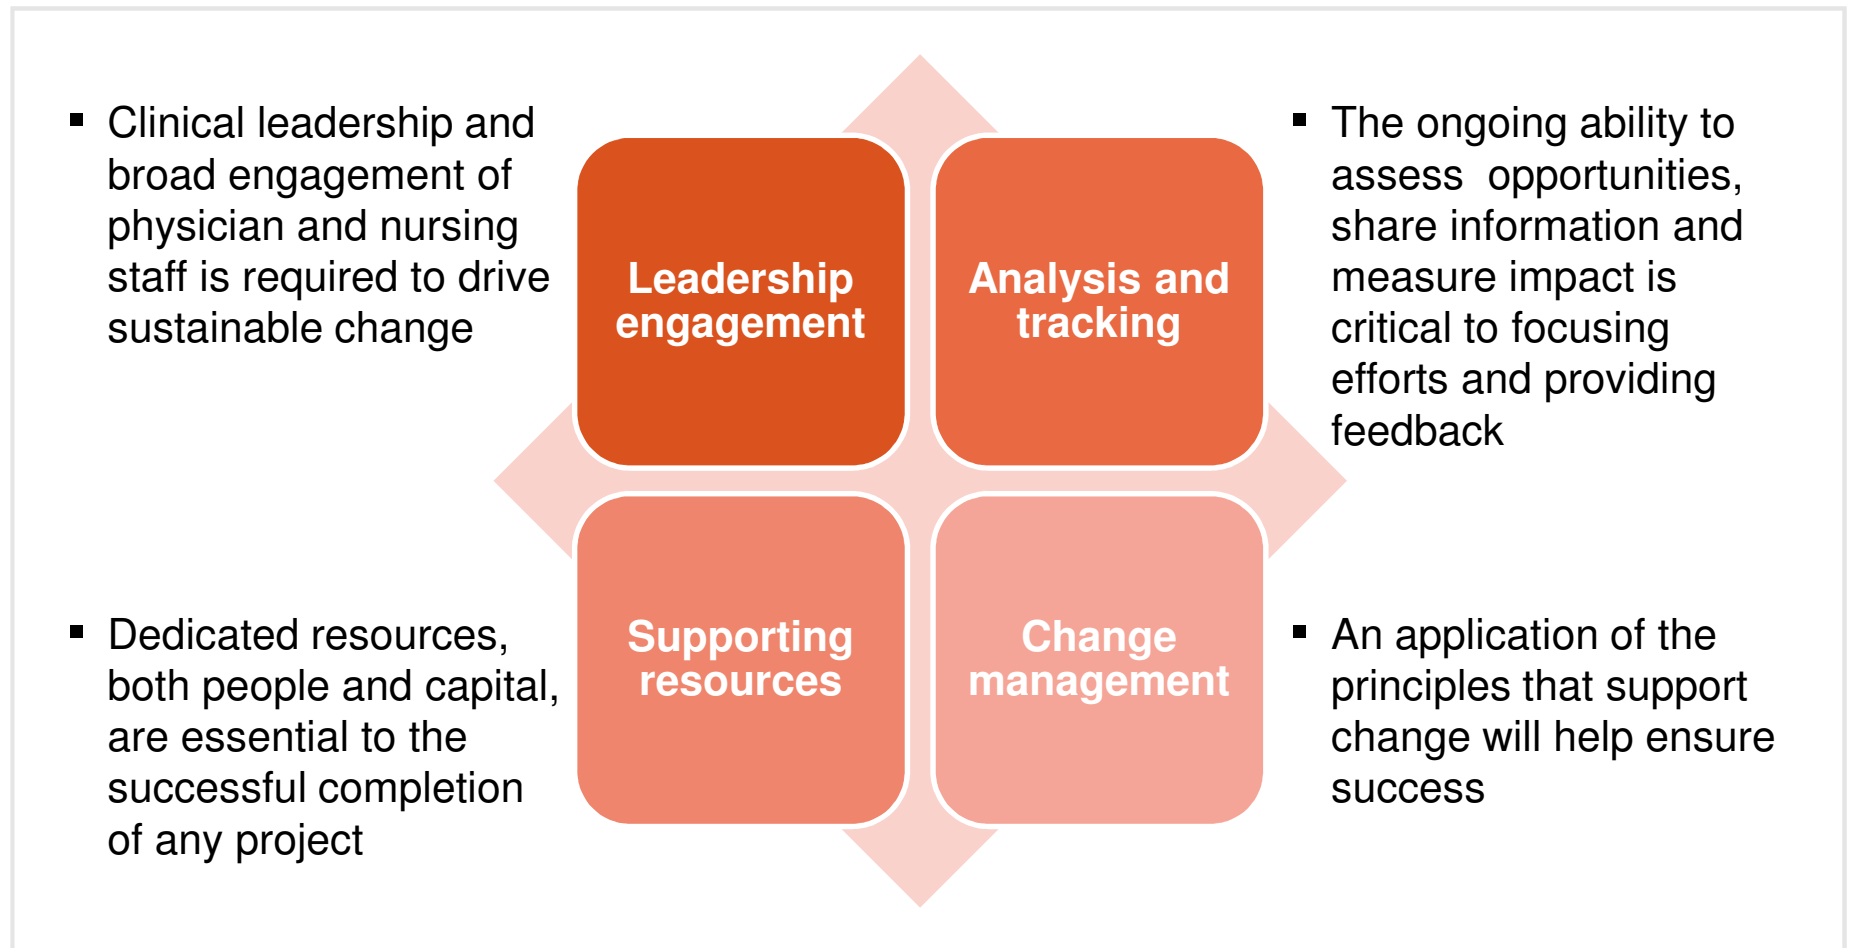 ▪ Clinical leadership and
broad engagement of
physician and nursing
staff is required to drive
sustainable change
Leadership
engagement
Analysis and
tracking
▪ The ongoing ability to
assess  opportunities,
share information and
measure impact is
critical to focusing
efforts and providing
feedback
▪ Dedicated resources,
both people and capital,
are essential to the
successful completion
of any project
Supporting
resources
Change
management
▪ An application of the
principles that support
change will help ensure
success